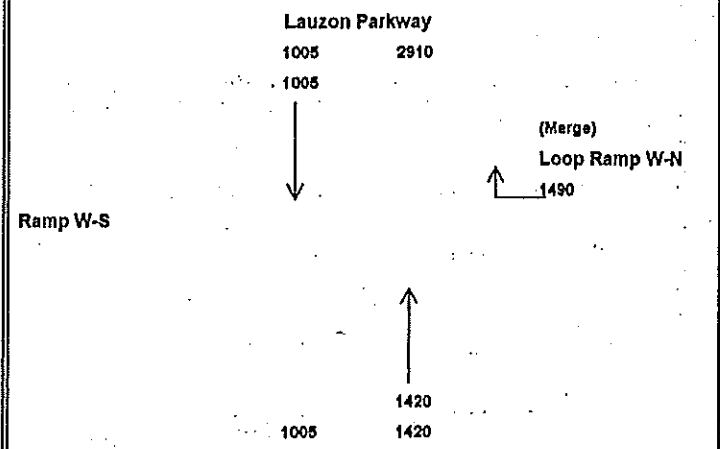 Lauzon Parkway
1005 2910
1005
(Merge)
Loop Ramp W-N
1490
Ramp W-S
1420
1005 1420